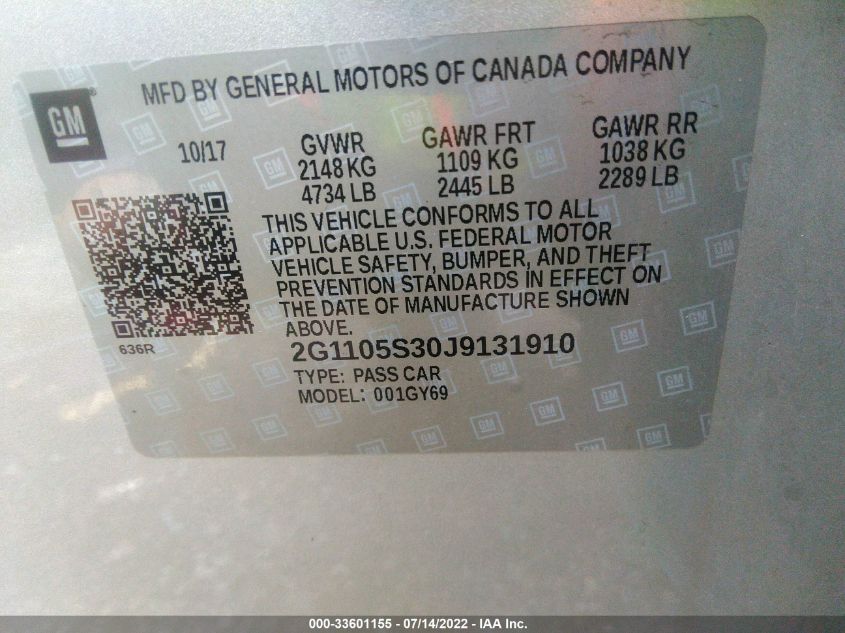 MFD BY GENERAL MOTORS OF CANADA COMPANY
GM
10/17
GVWR
2148 KG
4734 LB
GAWR FRT
1109 KG
2445 LB
GAWR RR
1038 KG
2289 LB
THIS VEHICLE CONFORMS TO ALL
APPLICABLE U.S. FEDERAL MOTOR
VEHICLE SAFETY, BUMPER, AND THEFT
PREVENTION STANDARDS IN EFFECT ON
THE DATE OF MANUFACTURE SHOWN
ABOVE.
636R
2G1105S30J9131910
TYPE: PASS CAR
MODEL: 001GY69
000-33601155 - 07/14/2022 - IAA Inc.